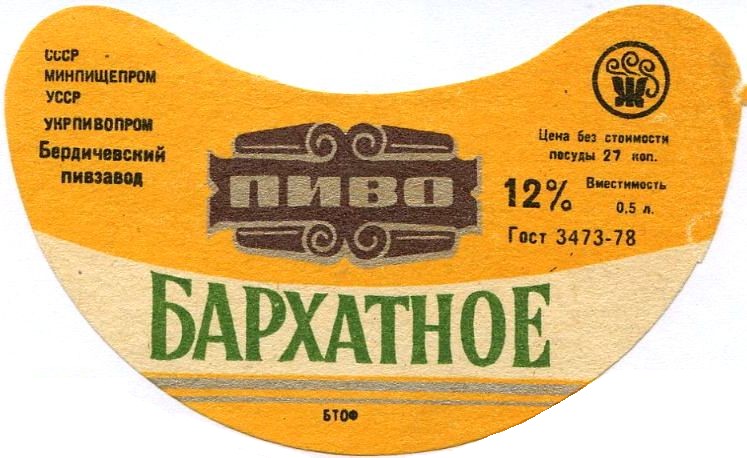 СССР
МИНПИЩЕПРОМ
УССР
УКРПИВОПРОМ
Бердичевский
пивзавод
ПИВО
Ж
Цена без стоимости
посуды 27 коп.
12% Вместимость
0,5 л.
Гост 3473-78
БАРХАТНОЕ
БТОФ